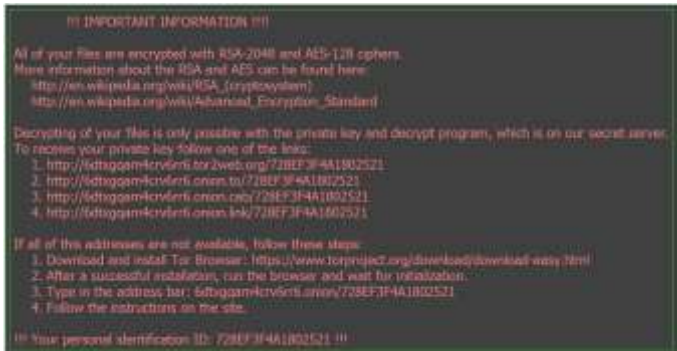 !!! IMPORTANT INFORMATION !!!!
All of your files are encrypted with RSA-2048 and AES-128 ciphers.
More information about the RSA and AES can be found here:
http://en.wikipedia.org/wiki/RSA_(cryptosystem)
http://en.wikipedia.org/wiki/Advanced_Encryption_Standard
Decrypting of your files is only possible with the private key and decrypt program, which is on our secret server.
To receive your private key follow one of the links:
1. http://6dtxgqam4crv6rr6.tor2web.org/728EF3F4A1802521
2. http://6dtxgqam4crv6rr6.onion.to/728EF3F4A1802521
3. http://6dtxgqam4crv6rr6.onion.cab/728EF3F4A1802521
4. http://6dtxgqam4crv6rr6.onion.link/728EF3F4A1802521
If all of this addresses are not available, follow these steps:
1. Download and install Tor Browser: https://www.torproject.org/download/download-easy.html
2. After a successful installation, run the browser and wait for initialization.
3. Type in the address bar: 6dtxgqam4crv6rr6.onion/728EF3F4A1802521
4. Follow the instructions on the site.
!!! Your personal identification ID: 728EF3F4A1802521 !!!